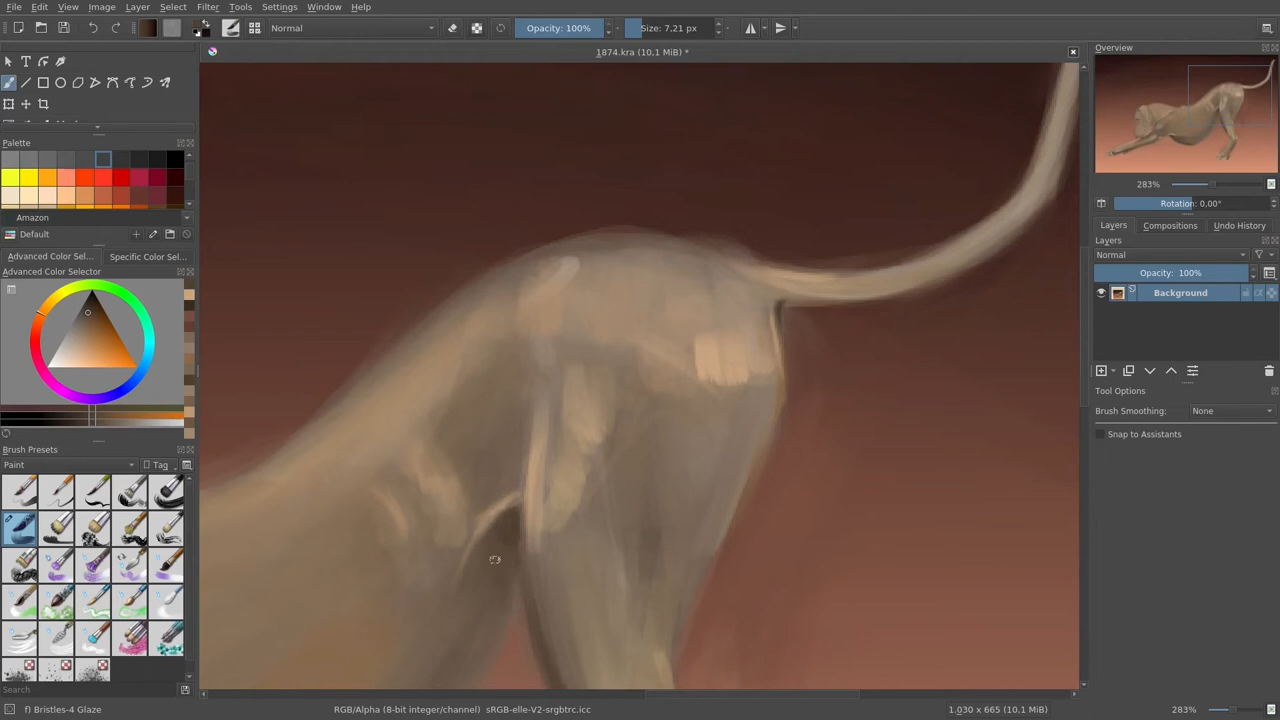 File Edit View Image Layer Select Filter Tools Settings Window Help
Normal Opacity: 100% Size: 7,21 px
1874.kra (10,1 MiB) *
Palette
Amazon
Default
Advanced Color Sel... Specific Color Sel...
Advanced Color Selector
Brush Presets
Paint Tag
Search
Overview
283%
Rotation: 0,00°
Layers Compositions Undo History
Layers
Normal
Opacity: 100%
Background
Tool Options
Brush Smoothing: None
Snap to Assistants
f) Bristles-4 Glaze RGB/Alpha (8-bit integer/channel) sRGB-elle-V2-srgbtrc.icc 1.030 x 665 (10,1 MiB) 283%